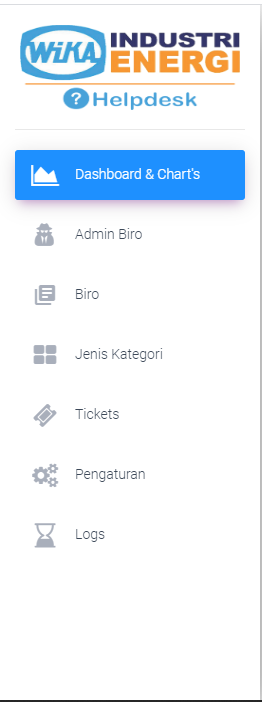 WiKA INDUSTRI
ENERGI
? Helpdesk
Dashboard & Chart's
Admin Biro
Biro
Jenis Kategori
Tickets
Pengaturan
Logs